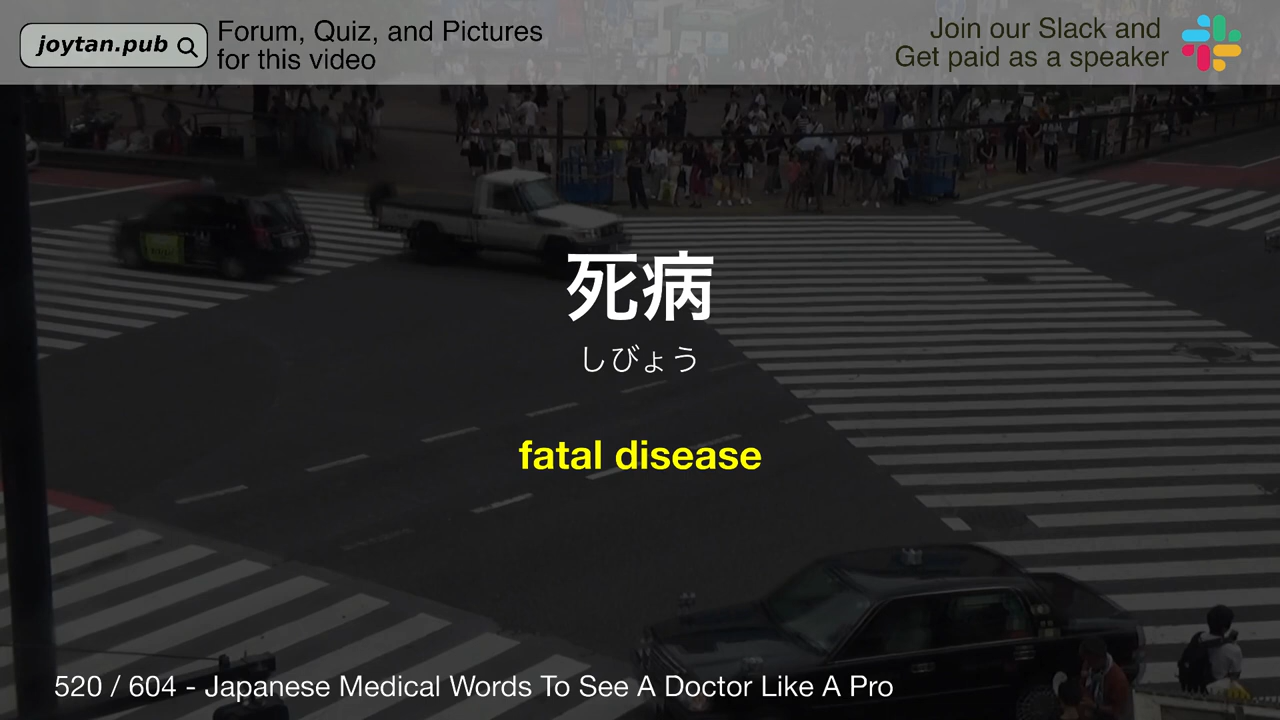 joytan.pub
Forum, Quiz, and Pictures
for this video
Join our Slack and
Get paid as a speaker
死病
しびょう
fatal disease
520 / 604 - Japanese Medical Words To See A Doctor Like A Pro